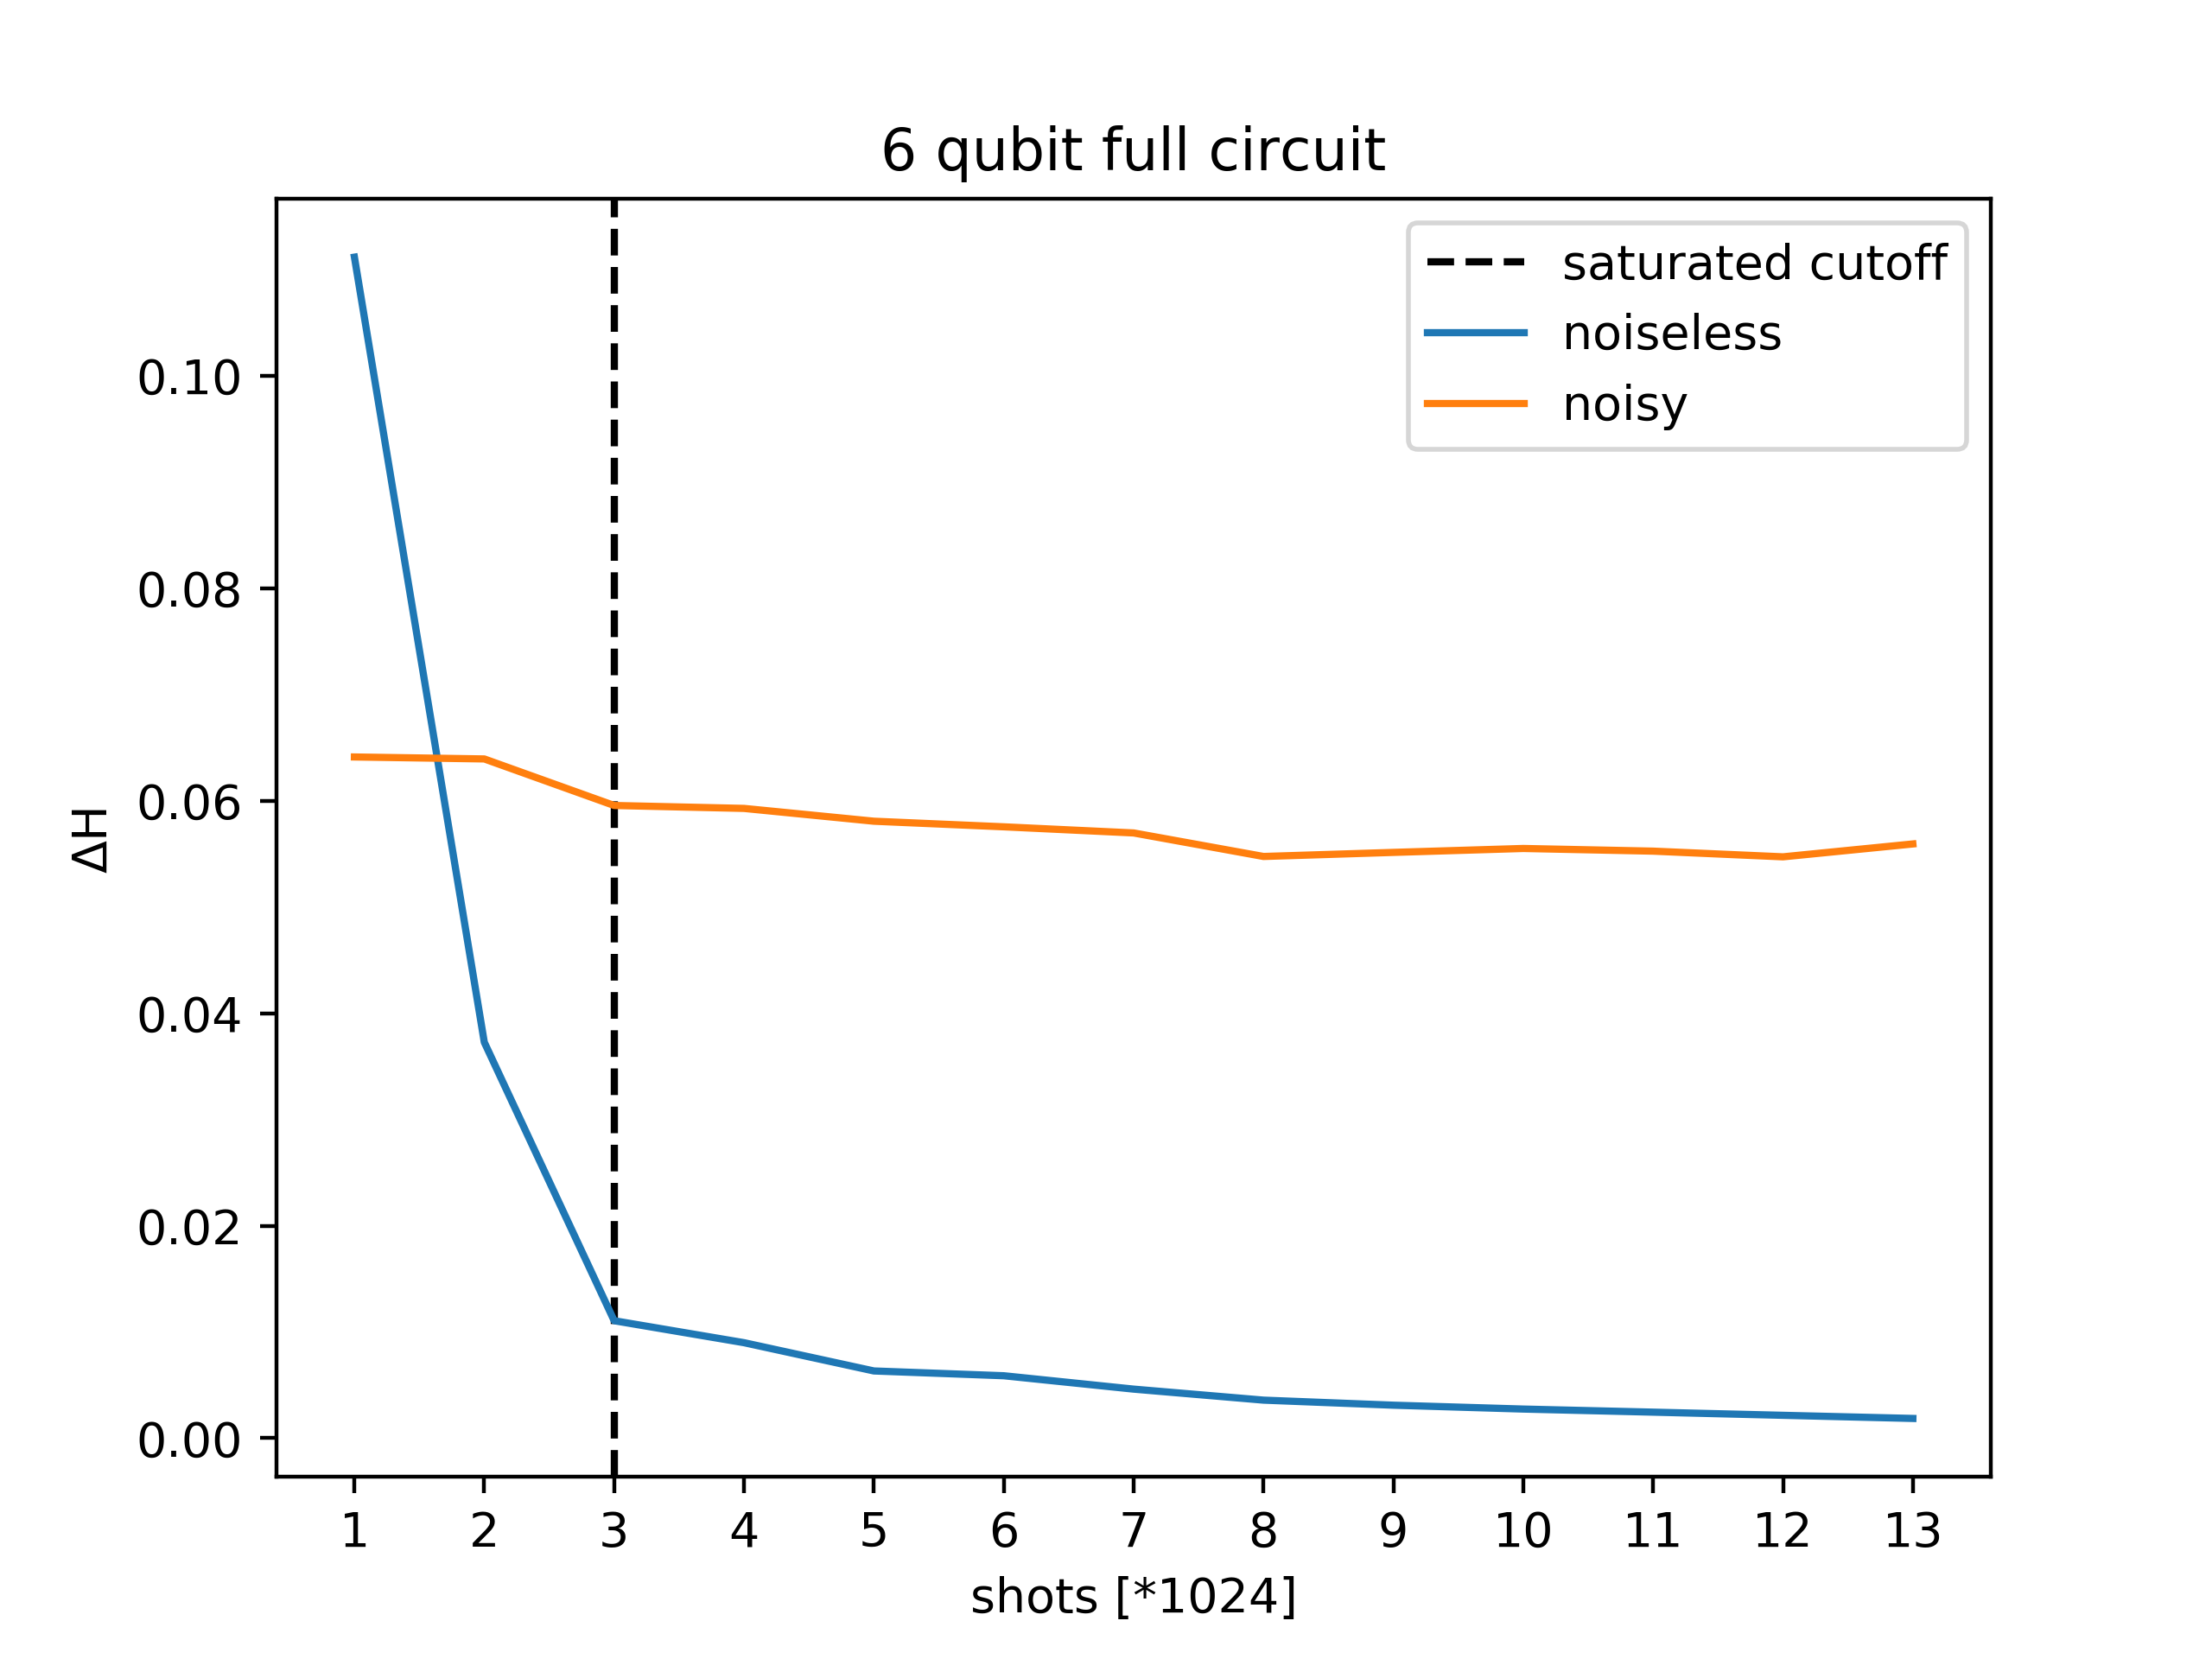 6 qubit full circuit
saturated cutoff
noiseless
noisy
0.10
0.08
0.06
0.04
0.02
0.00
ΔH
1 2 3 4 5 6 7 8 9 10 11 12 13
shots [*1024]